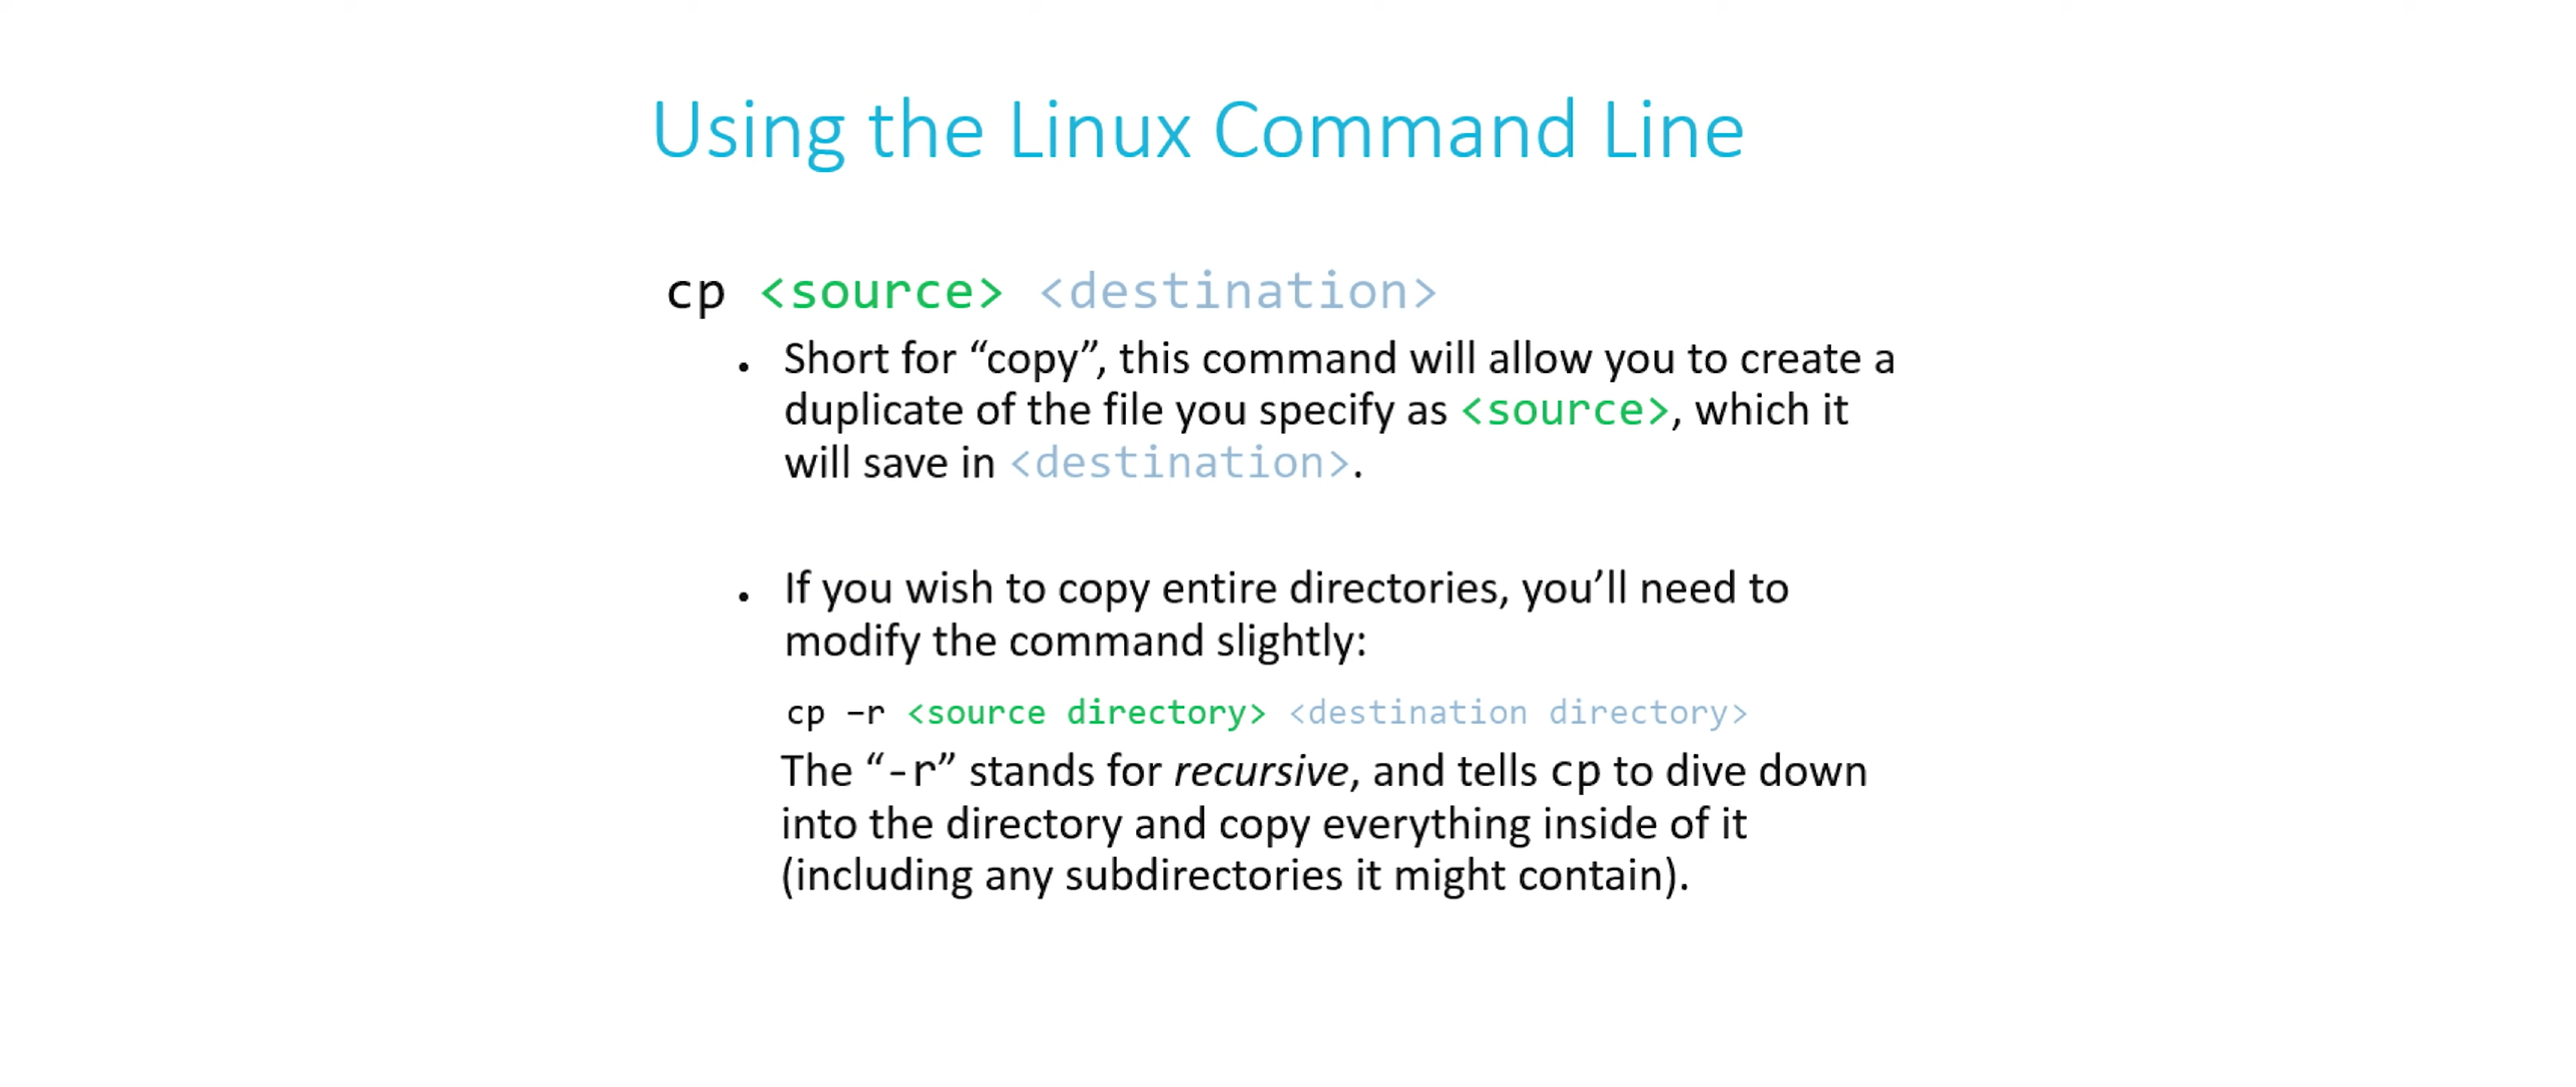 Using the Linux Command Line
cp <source> <destination>
• Short for “copy”, this command will allow you to create a
duplicate of the file you specify as <source>, which it
will save in <destination>.
• If you wish to copy entire directories, you’ll need to
modify the command slightly:
cp –r <source directory> <destination directory>
The “-r” stands for recursive, and tells cp to dive down
into the directory and copy everything inside of it
(including any subdirectories it might contain).